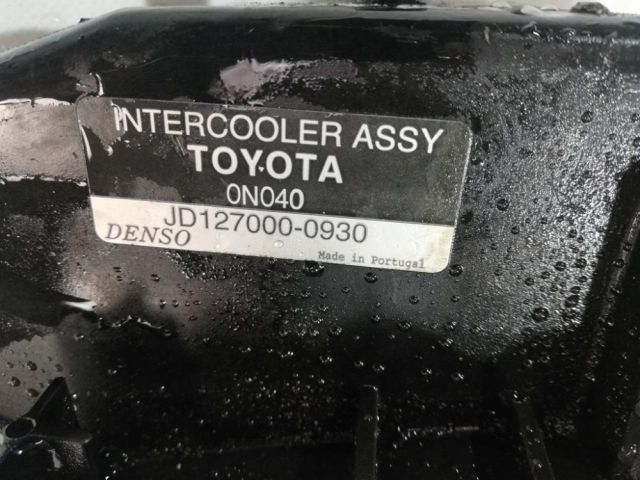 INTERCOOLER ASSY
TOYOTA
0N040
JD127000-0930
DENSO
Made in Portugal